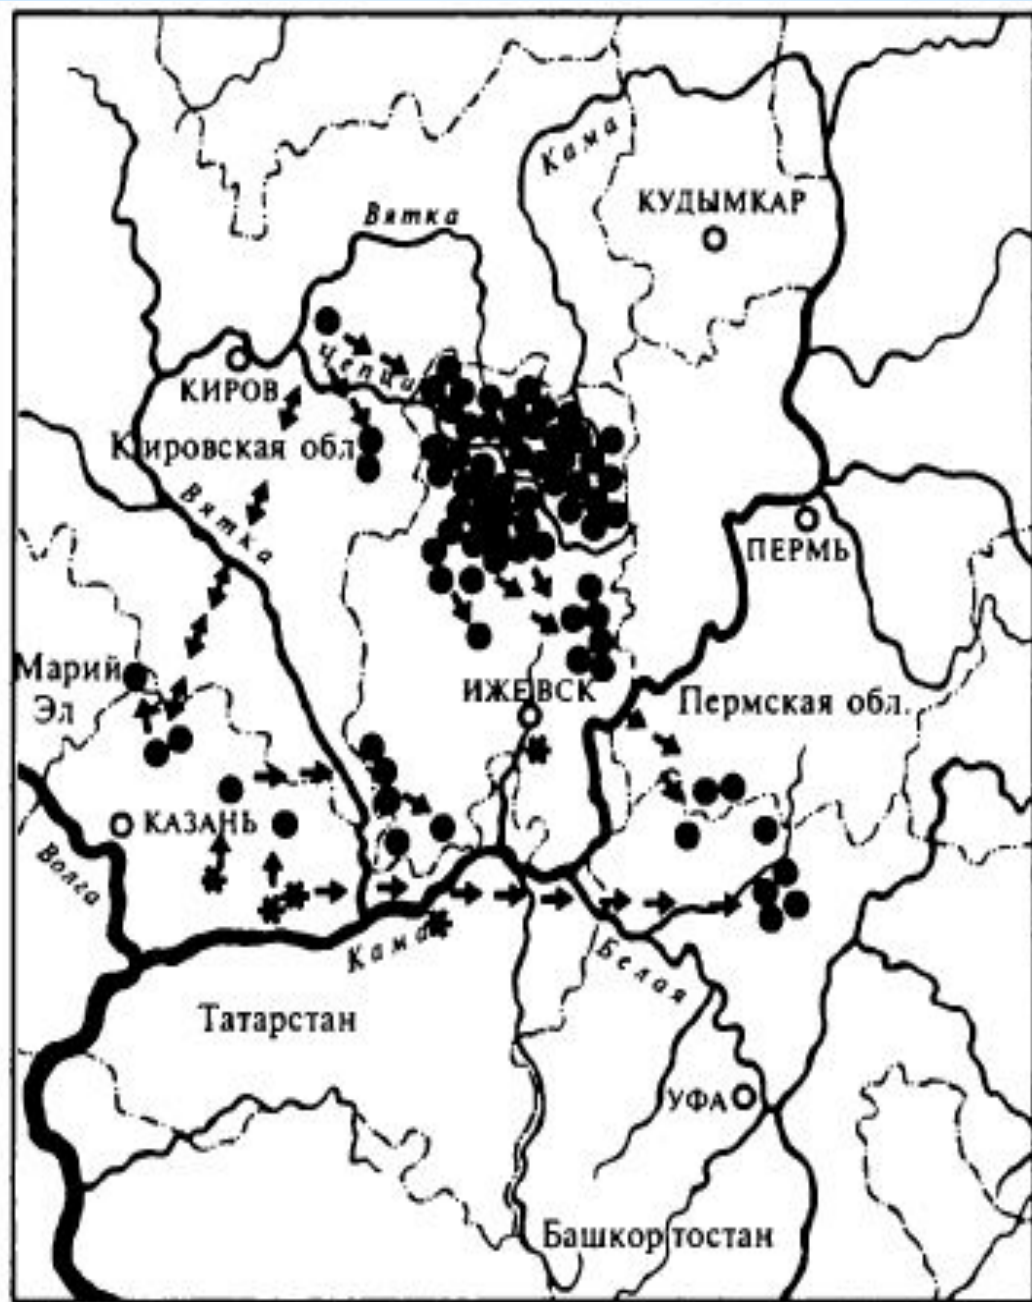 Кама
КУДЫМКАР
Вятка
Чепца
КИРОВ
Кировская обл
Вятка
ПЕРМЬ
Марий
Эл
ИЖЕВСК
Пермская обл.
КАЗАНЬ
Волга
Кама
Белая
Татарстан
УФА
Башкортостан